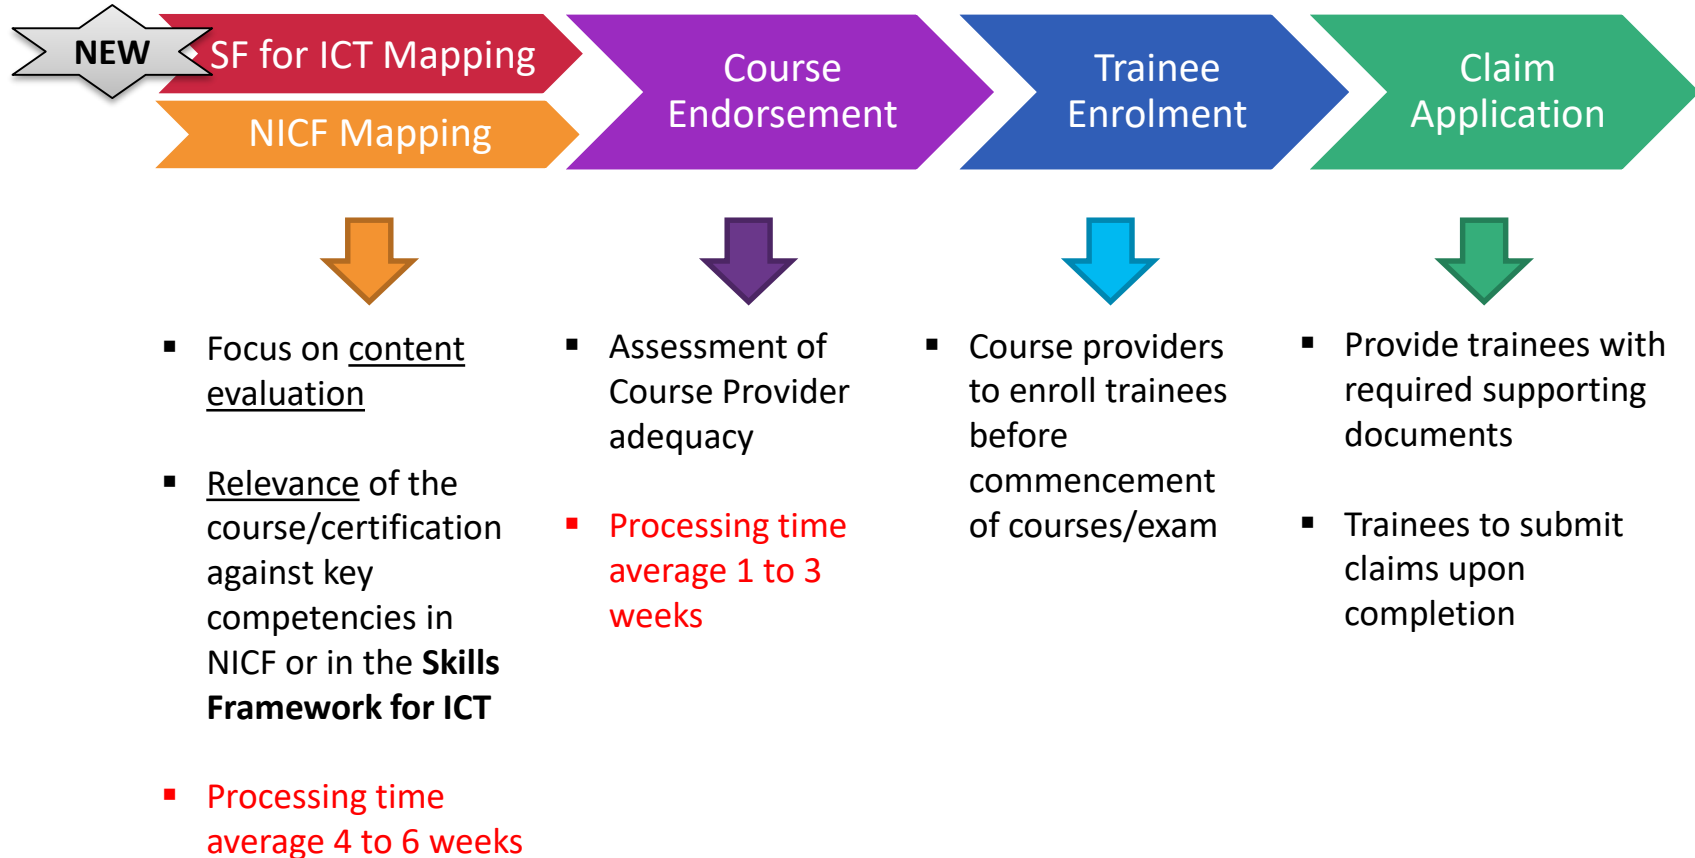 NEW
SF for ICT Mapping
NICF Mapping
Course
Endorsement
Trainee
Enrolment
Claim
Application
▪ Focus on content
evaluation
▪ Relevance of the
course/certification
against key
competencies in
NICF or in the Skills
Framework for ICT
▪ Processing time
average 4 to 6 weeks
▪ Assessment of
Course Provider
adequacy
▪ Processing time
average 1 to 3
weeks
▪ Course providers
to enroll trainees
before
commencement
of courses/exam
▪ Provide trainees with
required supporting
documents
▪ Trainees to submit
claims upon
completion